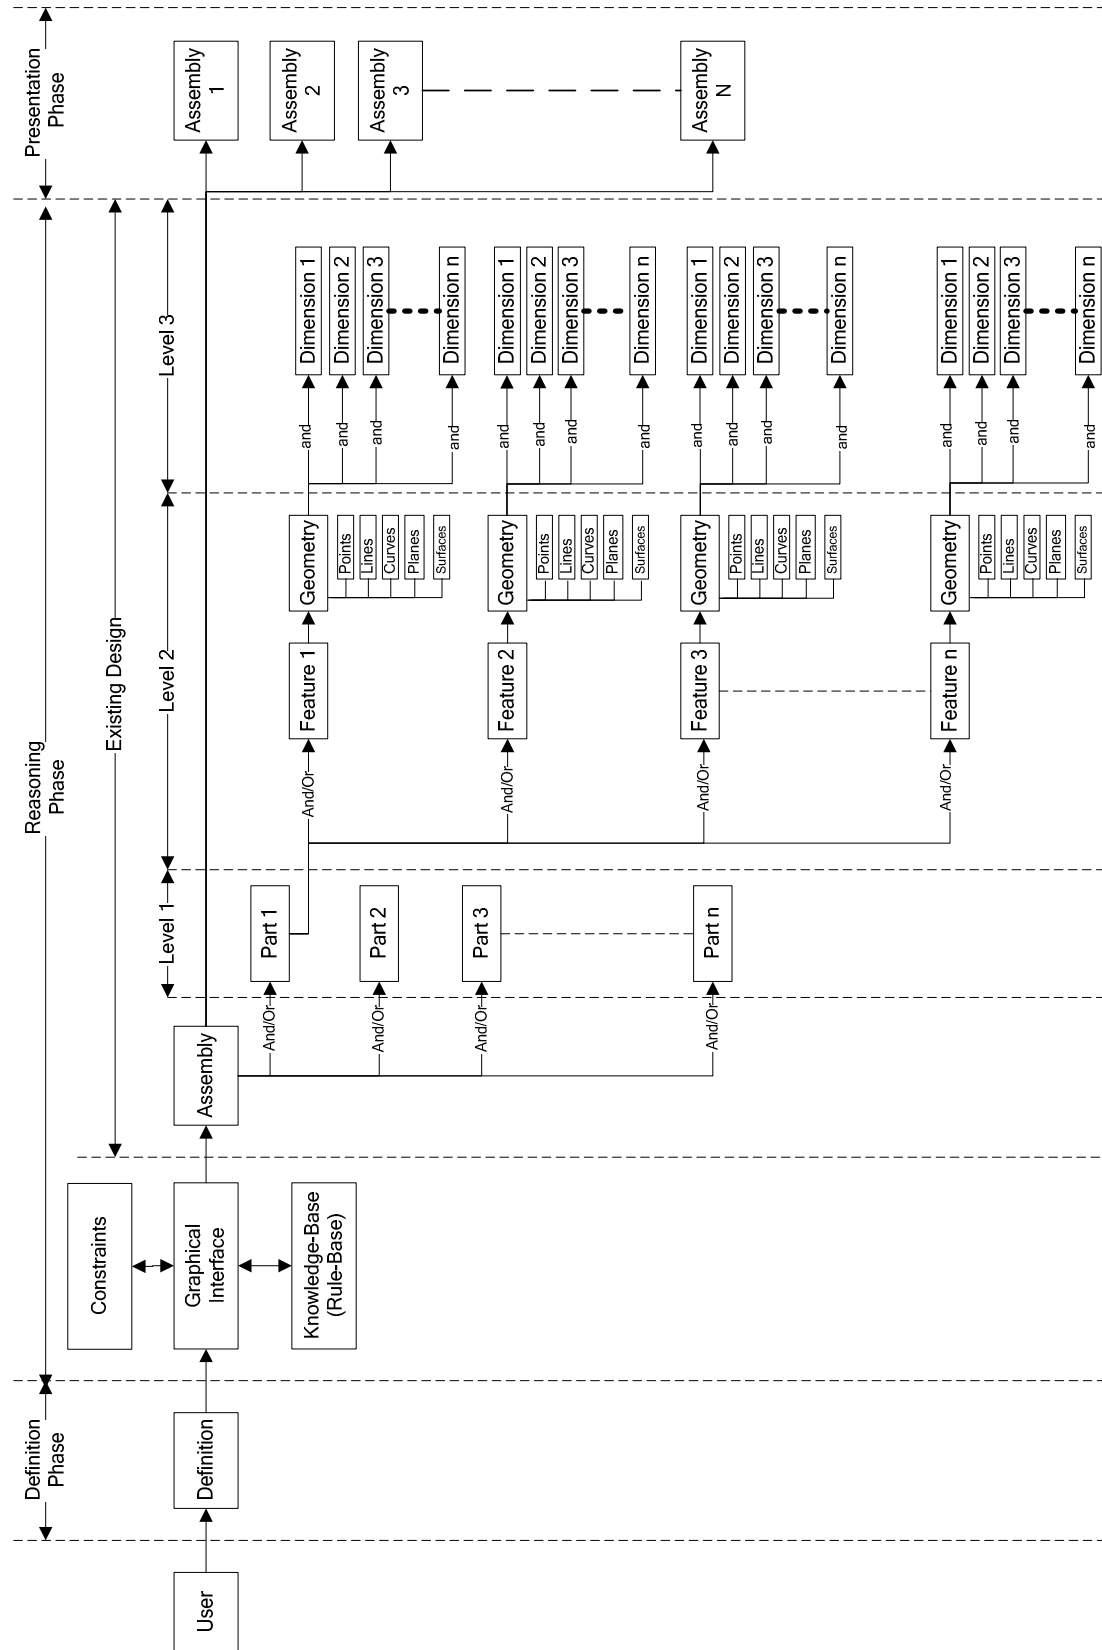 Definition
Phase
Reasoning
Phase
Presentation
Phase
Existing Design
Level 1
Level 2
Level 3
User
Definition
Constraints
Graphical
Interface
Knowledge-Base
(Rule-Base)
Assembly
And/Or
And/Or
And/Or
And/Or
Part 1
Part 2
Part 3
Part n
And/Or
And/Or
And/Or
And/Or
Feature 1
Geometry
Points
Lines
Curves
Planes
Surfaces
and
and
and
and
Dimension 1
Dimension 2
Dimension 3
Dimension n
Feature 2
Geometry
Points
Lines
Curves
Planes
Surfaces
and
and
and
and
Dimension 1
Dimension 2
Dimension 3
Dimension n
Feature 3
Geometry
Points
Lines
Curves
Planes
Surfaces
and
and
and
and
Dimension 1
Dimension 2
Dimension 3
Dimension n
Feature n
Geometry
Points
Lines
Curves
Planes
Surfaces
and
and
and
and
Dimension 1
Dimension 2
Dimension 3
Dimension n
Assembly
1
Assembly
2
Assembly
3
Assembly
N